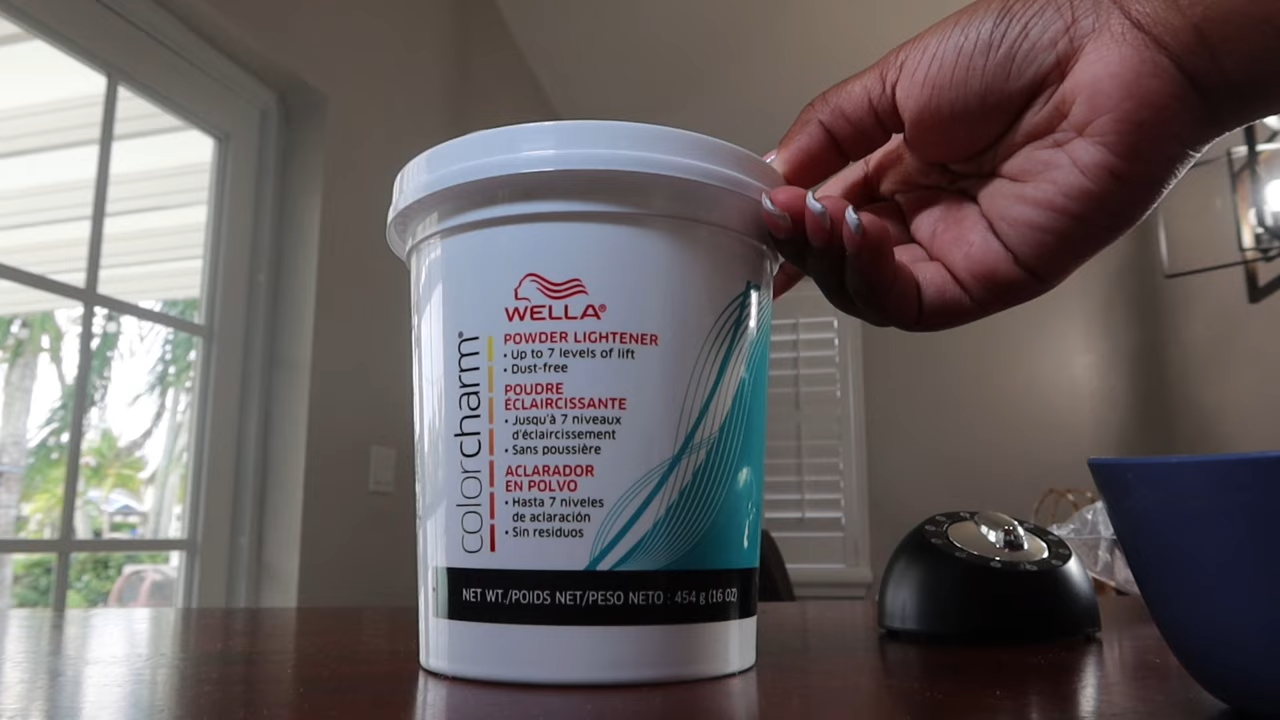 WELLA®
colorcharm®
POWDER LIGHTENER
• Up to 7 levels of lift
• Dust-free
POUDRE
ÉCLAIRCISSANTE
• Jusqu'à 7 niveaux
d'éclaircissement
• Sans poussière
ACLARADOR
EN POLVO
• Hasta 7 niveles
de aclaración
• Sin residuos
NET WT./POIDS NET/PESO NETO : 454 g (16 OZ)